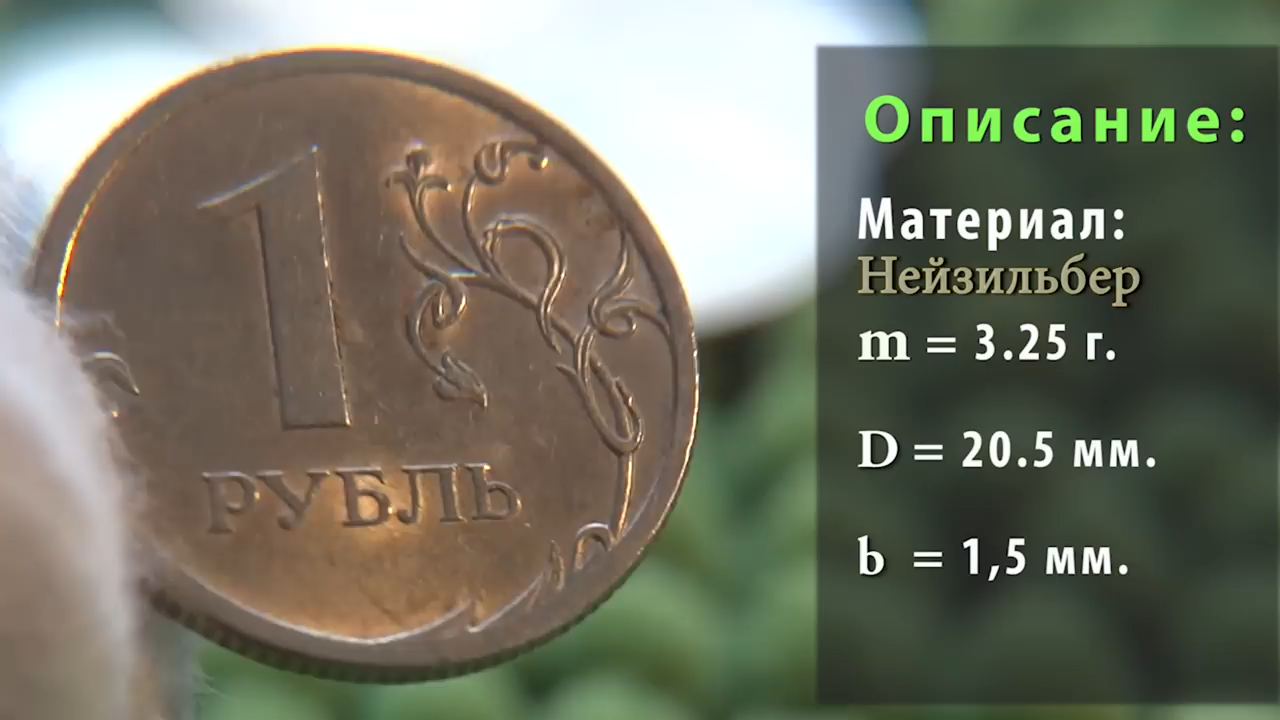 1
РУБЛЬ
Описание:
Материал:
Нейзильбер
m = 3.25 г.
D = 20.5 мм.
b = 1,5 мм.